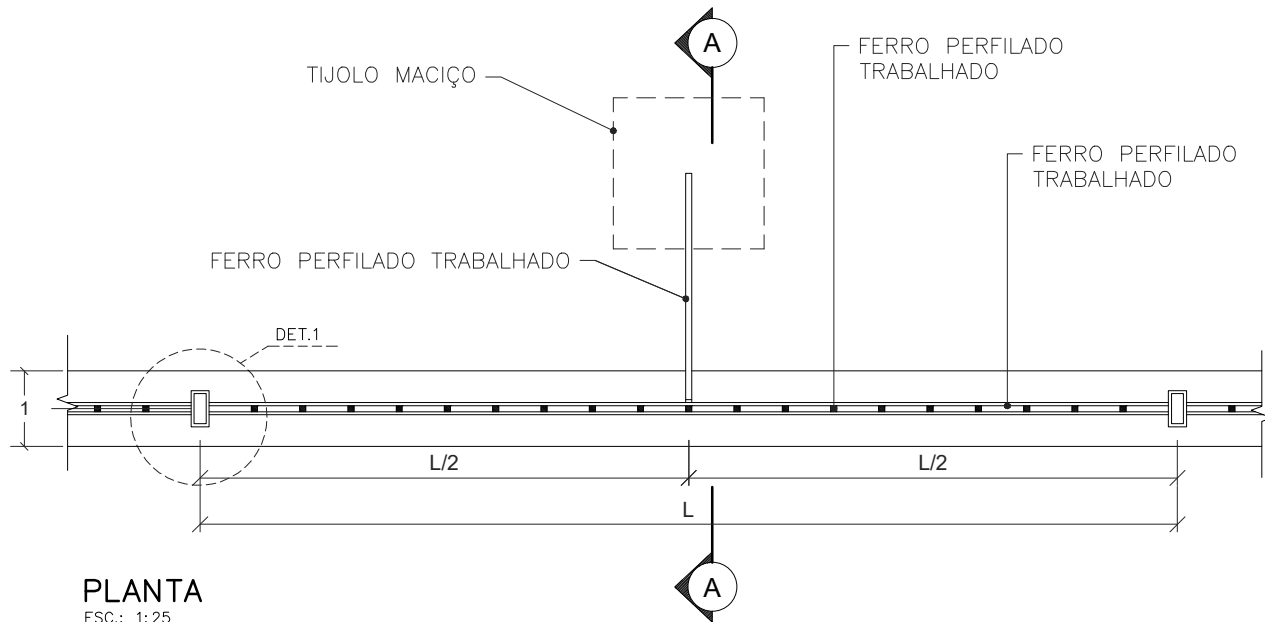 A
FERRO PERFILADO
TRABALHADO
TIJOLO MACIÇO
FERRO PERFILADO
TRABALHADO
FERRO PERFILADO TRABALHADO
DET.1
1
L/2
L/2
L
A
PLANTA
ESC.: 1:25